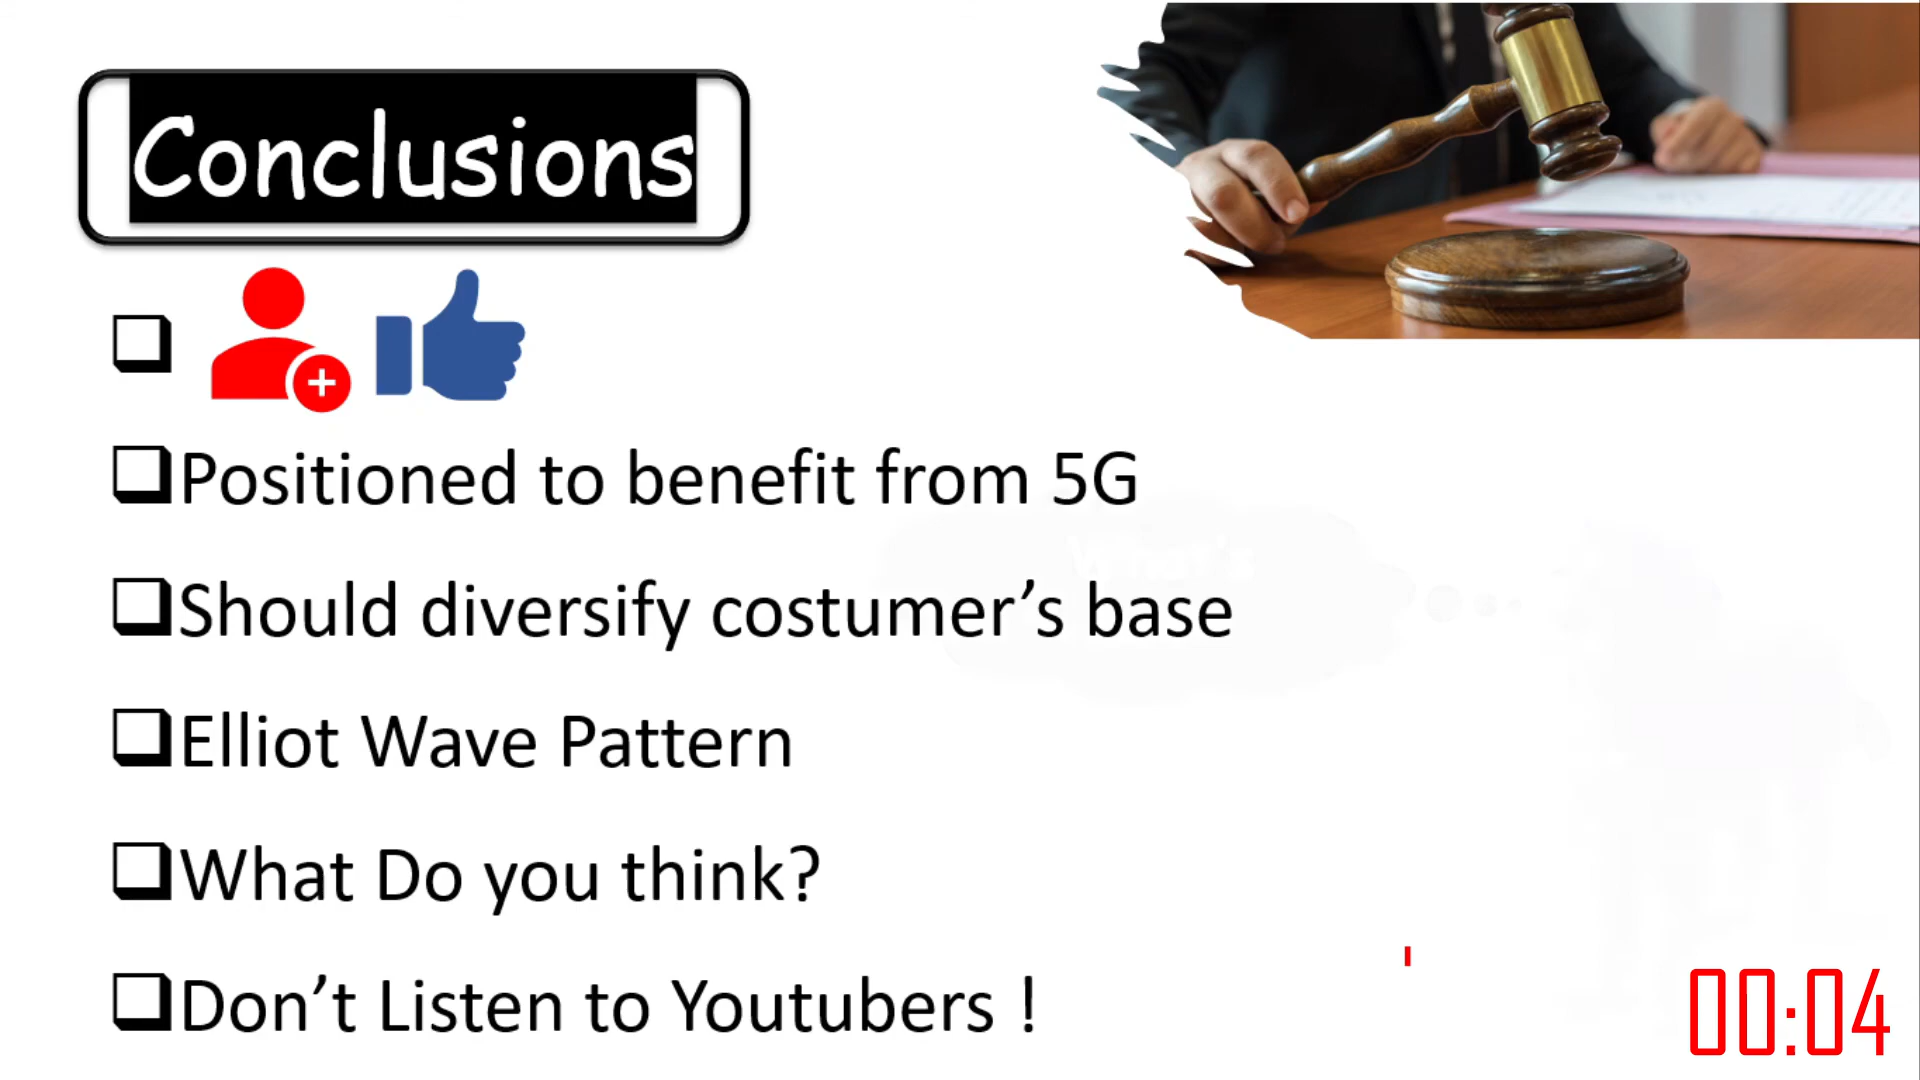 Conclusions
Positioned to benefit from 5G
Should diversify costumer’s base
Elliot Wave Pattern
What Do you think?
Don’t Listen to Youtubers !
00:04